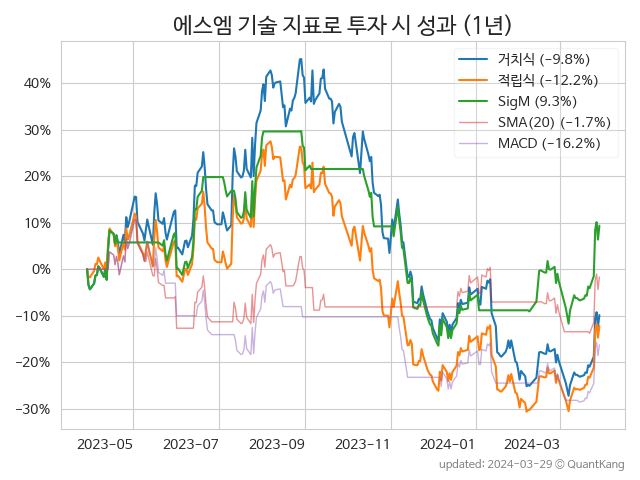 에스엠 기술 지표로 투자 시 성과 (1년)
거치식 (−9.8%)
적립식 (−12.2%)
SigM (9.3%)
SMA(20) (−1.7%)
MACD (−16.2%)
40%
30%
20%
10%
0%
−10%
−20%
−30%
2023−05 2023−07 2023−09 2023−11 2024−01 2024−03
updated: 2024−03−29 © QuantKang